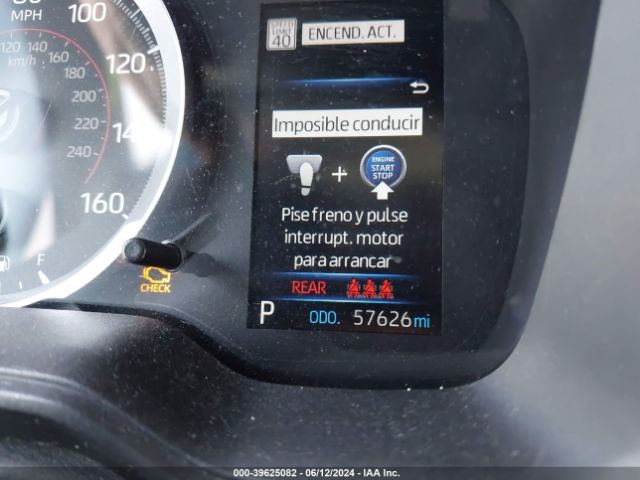 MPH
100
120
140
160
km/h
180
200
220
240
120
160
F
CHECK
SPEED
LIMIT
40
ENCEND. ACT.
Imposible conducir
+
ENGINE
START
STOP
Pise freno y pulse
interrupt. motor
para arrancar
REAR
P ODO. 57626 mi
000-39625082 - 06/12/2024 - IAA Inc.